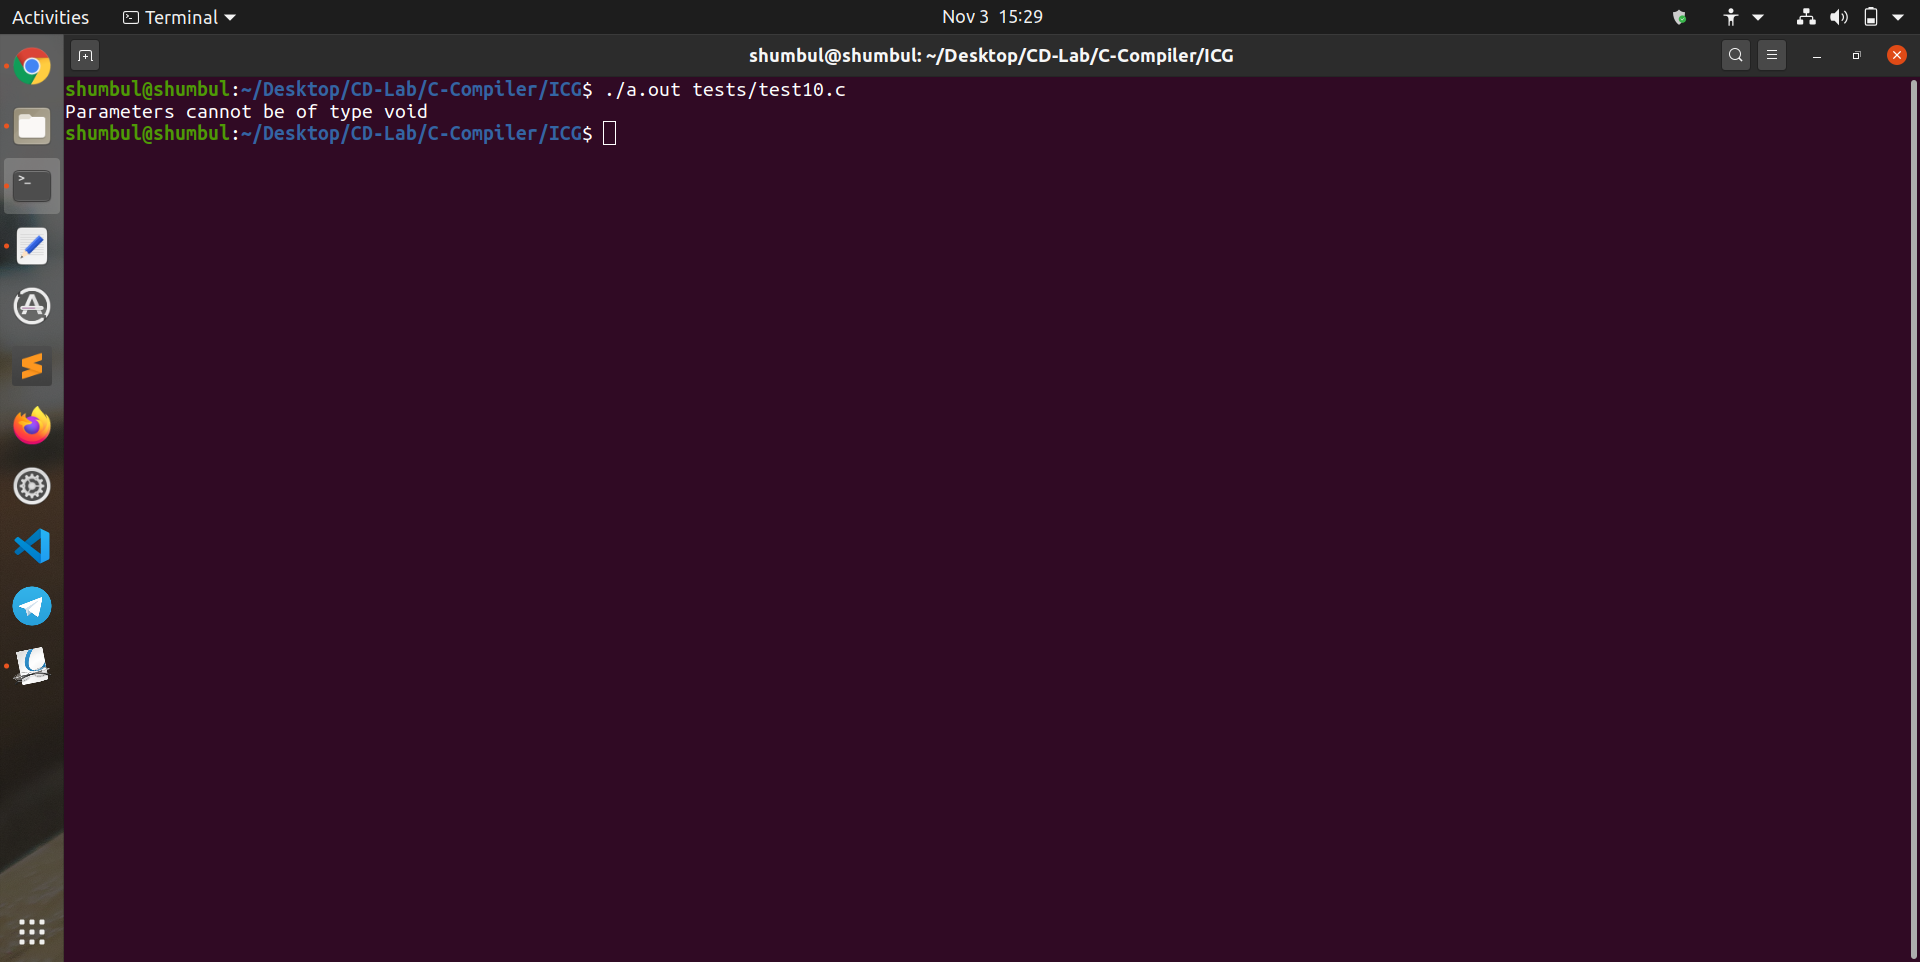 Activities Terminal Nov 3 15:29
shumbul@shumbul: ~/Desktop/CD-Lab/C-Compiler/ICG
shumbul@shumbul:~/Desktop/CD-Lab/C-Compiler/ICG$ ./a.out tests/test10.c
Parameters cannot be of type void
shumbul@shumbul:~/Desktop/CD-Lab/C-Compiler/ICG$